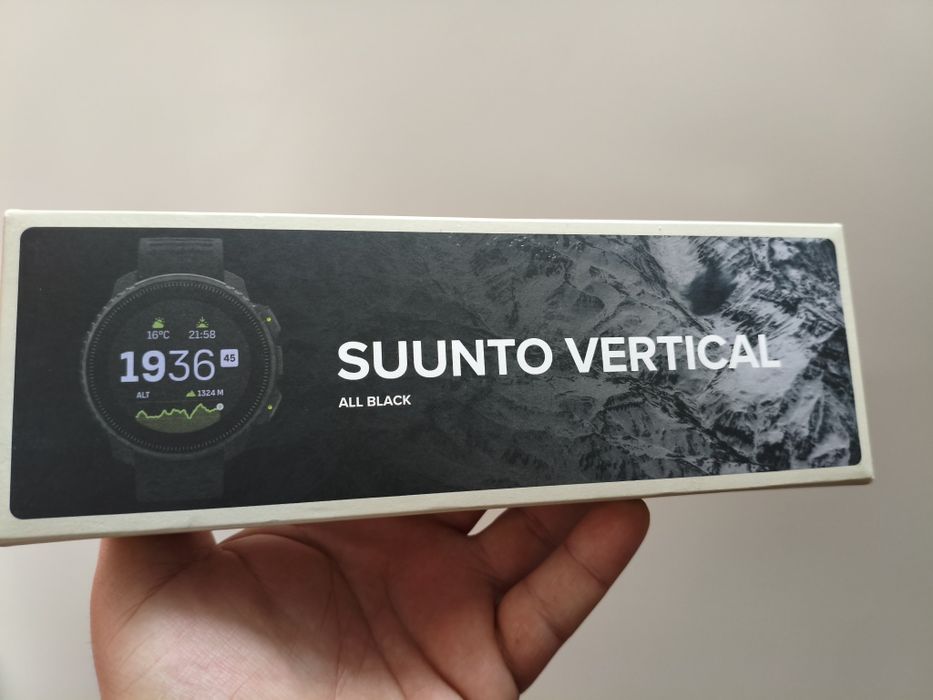 16°C 21:58
1936 45
ALT 1324 M
SUUNTO VERTICAL
ALL BLACK